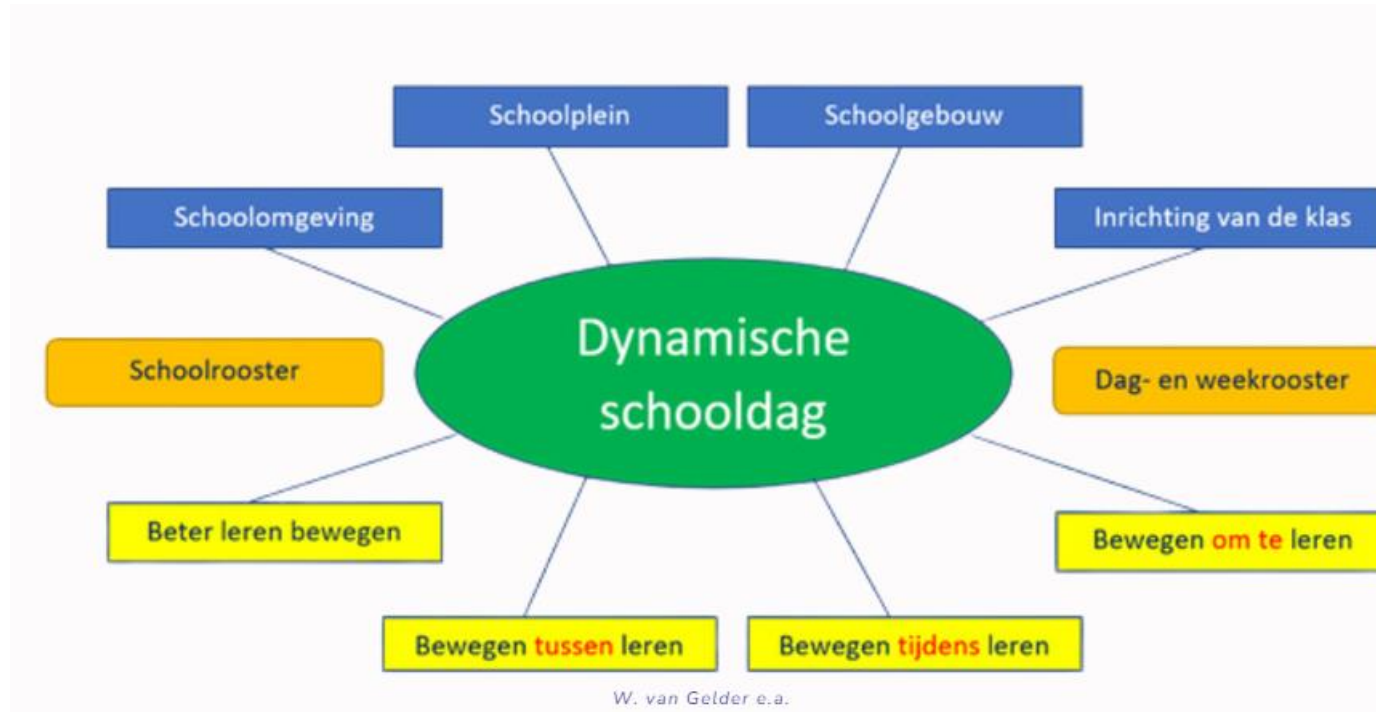 Schoolplein
Schoolgebouw
Schoolomgeving
Inrichting van de klas
Dynamische
schooldag
Schoolrooster
Dag- en weekrooster
Beter leren bewegen
Bewegen om te leren
Bewegen tussen leren
Bewegen tijdens leren
W. van Gelder e.a.